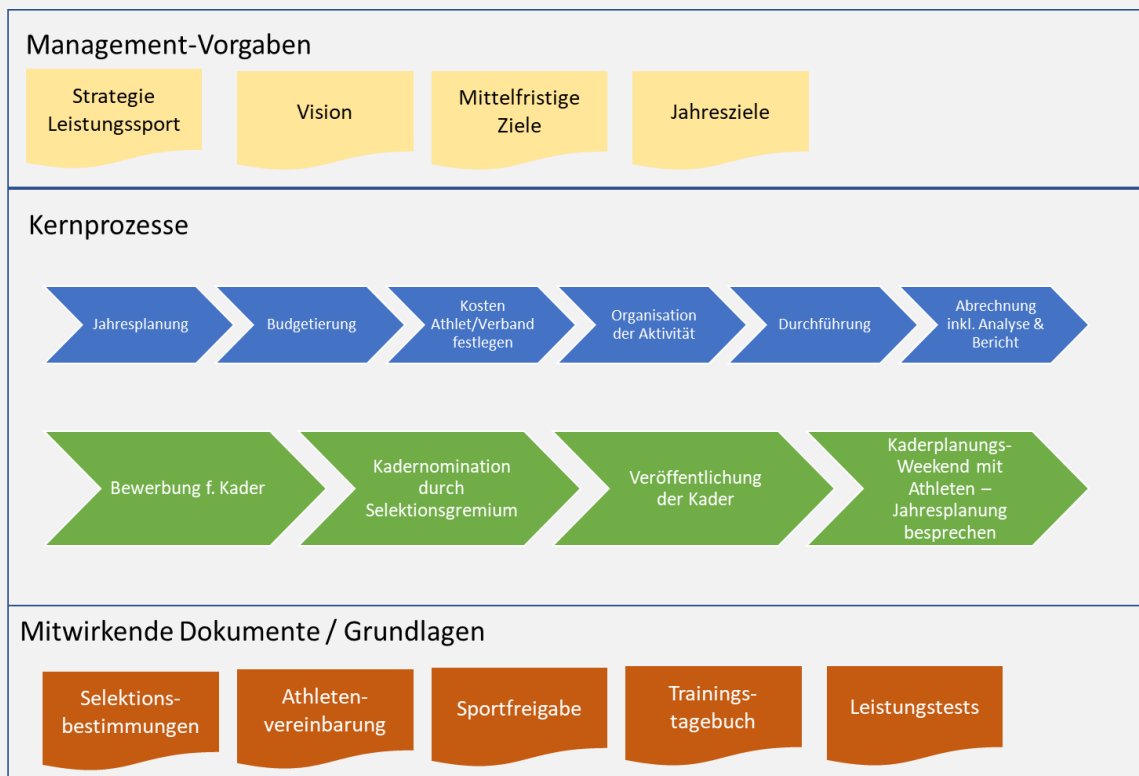 Management-Vorgaben
Strategie
Leistungssport
Vision
Mittelfristige
Ziele
Jahresziele
Kernprozesse
Jahresplanung
Budgetierung
Kosten
Athlet/Verband
festlegen
Organisation
der Aktivität
Durchführung
Abrechnung
inkl. Analyse &
Bericht
Bewerbung f. Kader
Kadernomination
durch
Selektionsgremium
Veröffentlichung
der Kader
Kaderplanungs-
Weekend mit
Athleten –
Jahresplanung
besprechen
Mitwirkende Dokumente / Grundlagen
Selektions-
bestimmungen
Athleten-
vereinbarung
Sportfreigabe
Trainings-
tagebuch
Leistungstests